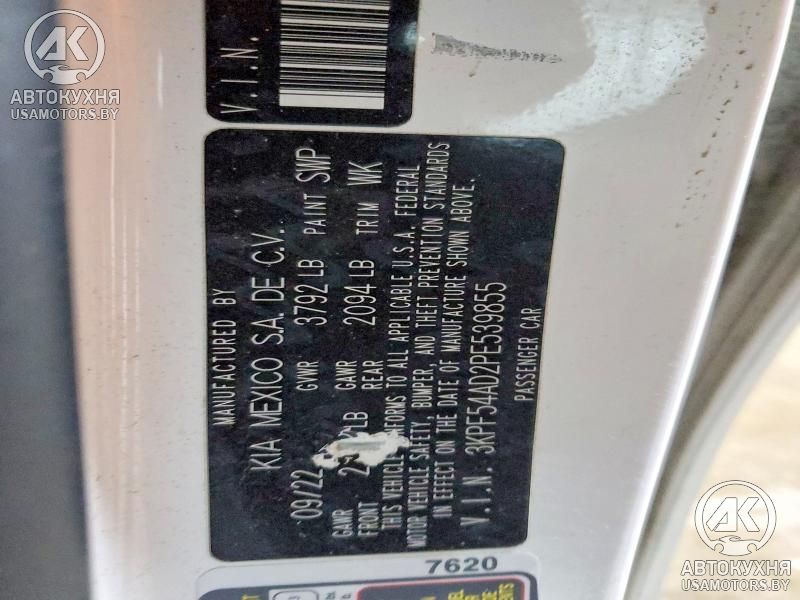 AK
АВТОКУХНЯ
USAMOTORS.BY
V.I.N.
MANUFACTURED BY
KIA MEXICO S.A. DE C.V.
09/22 GVWR 3792 LB PAINT SWP
GAWR FRONT LB GAWR REAR 2094 LB TRIM WK
THIS VEHICLE CONFORMS TO ALL APPLICABLE U.S.A. FEDERAL
MOTOR VEHICLE SAFETY, BUMPER, AND THEFT PREVENTION STANDARDS
IN EFFECT ON THE DATE OF MANUFACTURE SHOWN ABOVE.
V.I.N. 3KPF54AD2PE539855
PASSENGER CAR
7620
AK
АВТОКУХНЯ
USAMOTORS.BY